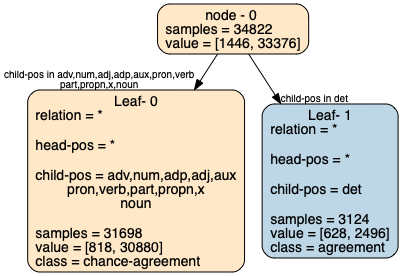 node - 0
samples = 34822
value = [1446, 33376]
child-pos in adv,num,adj,adp,aux,pron,verb
part,propn,x,noun
child-pos in det
Leaf- 0
relation = *
head-pos = *
child-pos = adv,num,adp,adj,aux
pron,verb,part,propn,x
noun
samples = 31698
value = [818, 30880]
class = chance-agreement
Leaf- 1
relation = *
head-pos = *
child-pos = det
samples = 3124
value = [628, 2496]
class = agreement